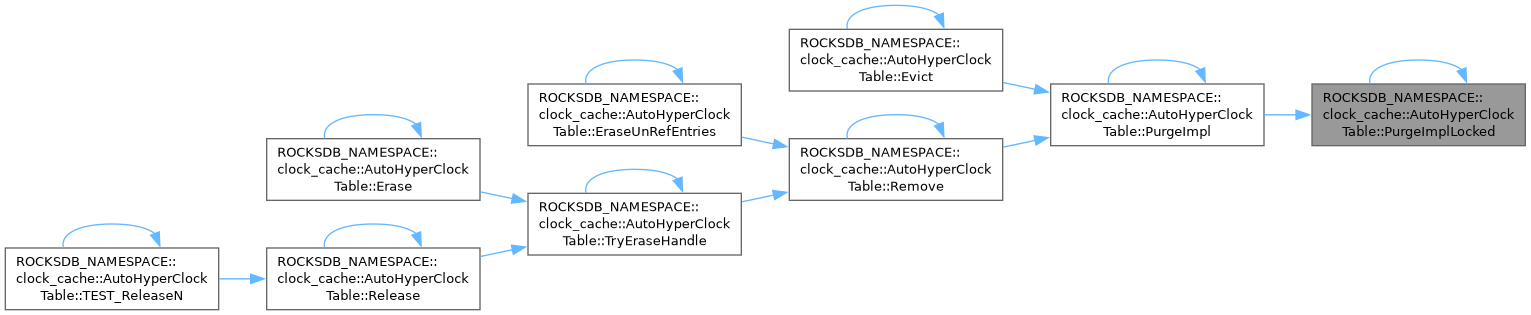 ROCKSDB_NAMESPACE::
clock_cache::AutoHyperClock
Table::Evict
ROCKSDB_NAMESPACE::
clock_cache::AutoHyperClock
Table::EraseUnRefEntries
ROCKSDB_NAMESPACE::
clock_cache::AutoHyperClock
Table::PurgeImpl
ROCKSDB_NAMESPACE::
clock_cache::AutoHyperClock
Table::PurgeImplLocked
ROCKSDB_NAMESPACE::
clock_cache::AutoHyperClock
Table::Erase
ROCKSDB_NAMESPACE::
clock_cache::AutoHyperClock
Table::Remove
ROCKSDB_NAMESPACE::
clock_cache::AutoHyperClock
Table::TryEraseHandle
ROCKSDB_NAMESPACE::
clock_cache::AutoHyperClock
Table::TEST_ReleaseN
ROCKSDB_NAMESPACE::
clock_cache::AutoHyperClock
Table::Release